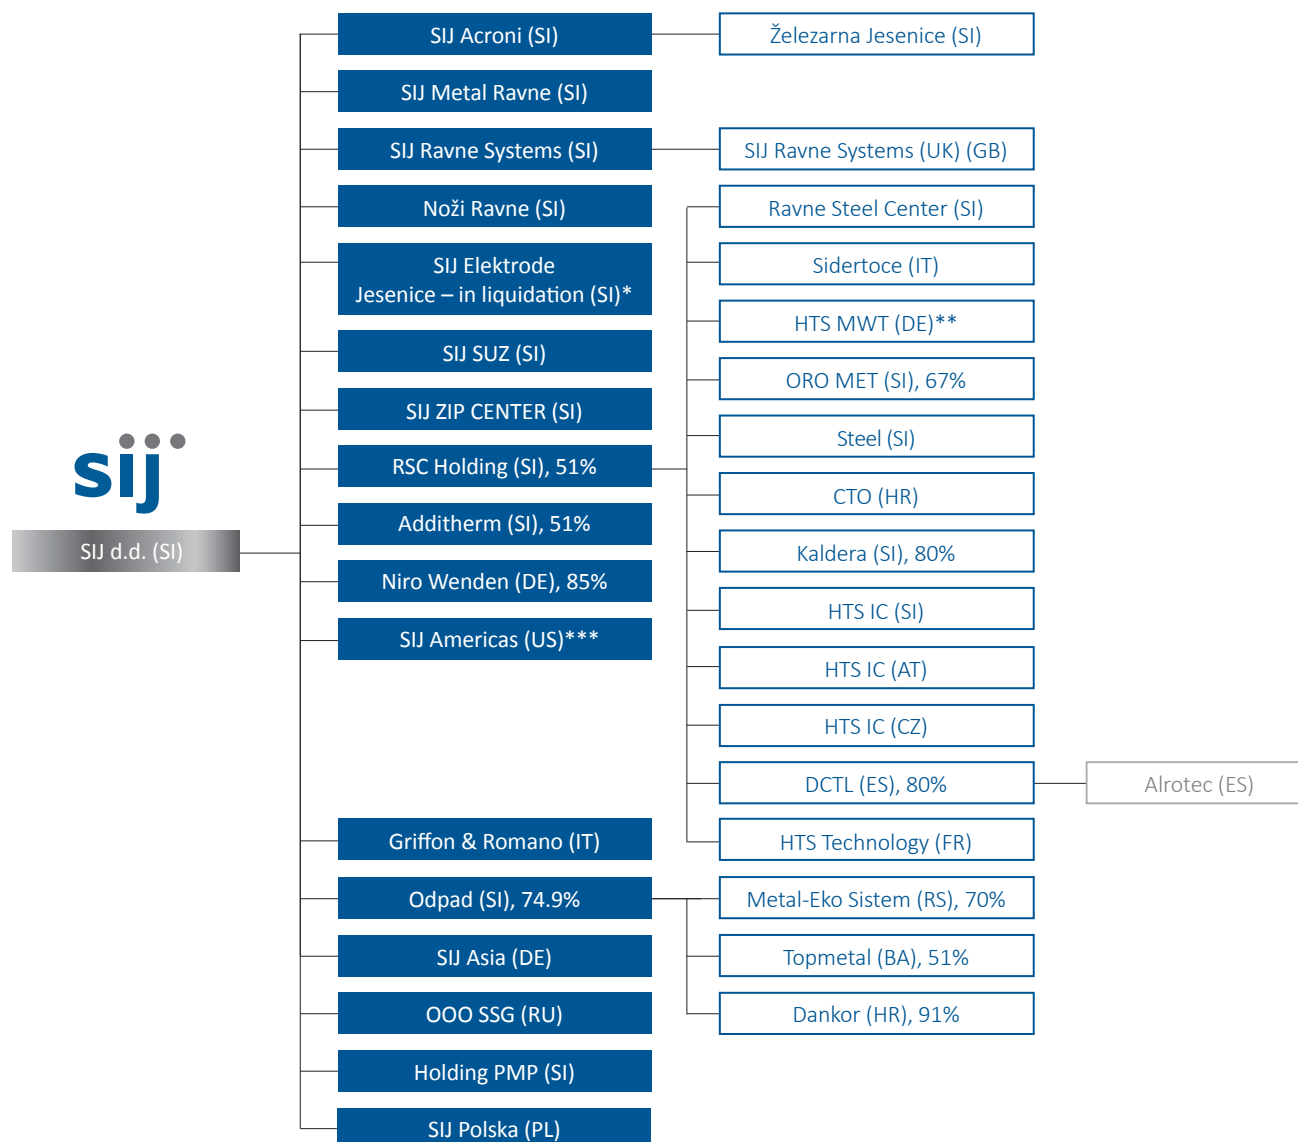 SIJ Acroni (SI)
Železarna Jesenice (SI)
SIJ Metal Ravne (SI)
SIJ Ravne Systems (SI)
SIJ Ravne Systems (UK) (GB)
Noži Ravne (SI)
Ravne Steel Center (SI)
SIJ Elektrode
Jesenice – in liquidation (SI)*
Sidertoce (IT)
HTS MWT (DE)**
SIJ SUZ (SI)
ORO MET (SI), 67%
SIJ ZIP CENTER (SI)
Steel (SI)
sij
RSC Holding (SI), 51%
CTO (HR)
Additherm (SI), 51%
SIJ d.d. (SI)
Kaldera (SI), 80%
Niro Wenden (DE), 85%
HTS IC (SI)
SIJ Americas (US)***
HTS IC (AT)
HTS IC (CZ)
DCTL (ES), 80%
Alrotec (ES)
Griffon & Romano (IT)
HTS Technology (FR)
Odpad (SI), 74.9%
Metal-Eko Sistem (RS), 70%
SIJ Asia (DE)
Topmetal (BA), 51%
OOO SSG (RU)
Dankor (HR), 91%
Holding PMP (SI)
SIJ Polska (PL)